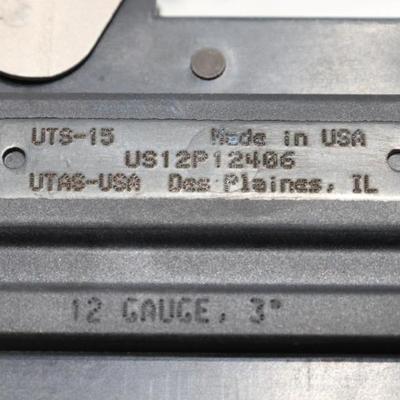 UTS-15 Made in USA
US12P12406
UTAS-USA Des Plaines, IL
12 GAUGE, 3"